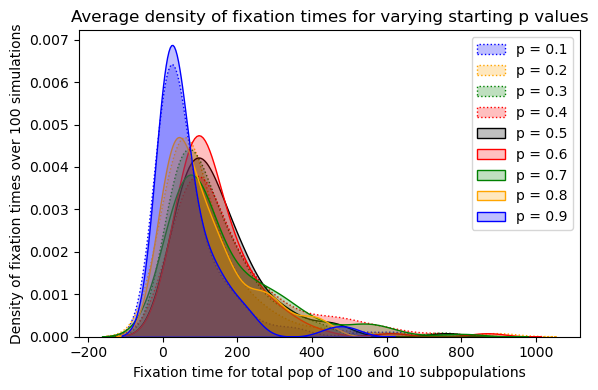 Average density of fixation times for varying starting p values
Density of fixation times over 100 simulations
0.007
0.006
0.005
0.004
0.003
0.002
0.001
0.000
p = 0.1
p = 0.2
p = 0.3
p = 0.4
p = 0.5
p = 0.6
p = 0.7
p = 0.8
p = 0.9
−200 0 200 400 600 800 1000
Fixation time for total pop of 100 and 10 subpopulations